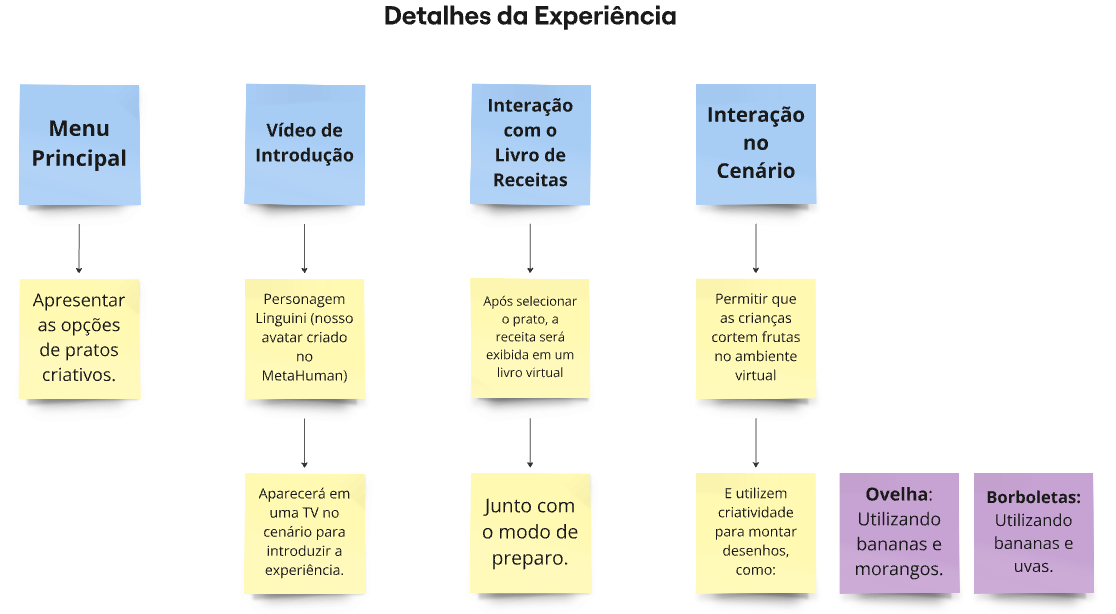 Detalhes da Experiência
Menu
Principal
Vídeo de
Introdução
Interação
com o
Livro de
Receitas
Interação
no
Cenário
Apresentar
as opções
de pratos
criativos.
Personagem
Linguini (nosso
avatar criado
no
MetaHuman)
Após selecionar
o prato, a
receita será
exibida em um
livro virtual
Permitir que
as crianças
cortem frutas
no ambiente
virtual
Aparecerá em
uma TV no
cenário para
introduzir a
experiência.
Junto com
o modo de
preparo.
E utilizem
criatividade
para montar
desenhos,
como:
Ovelha:
Utilizando
bananas e
morangos.
Borboletas:
Utilizando
bananas e
uvas.